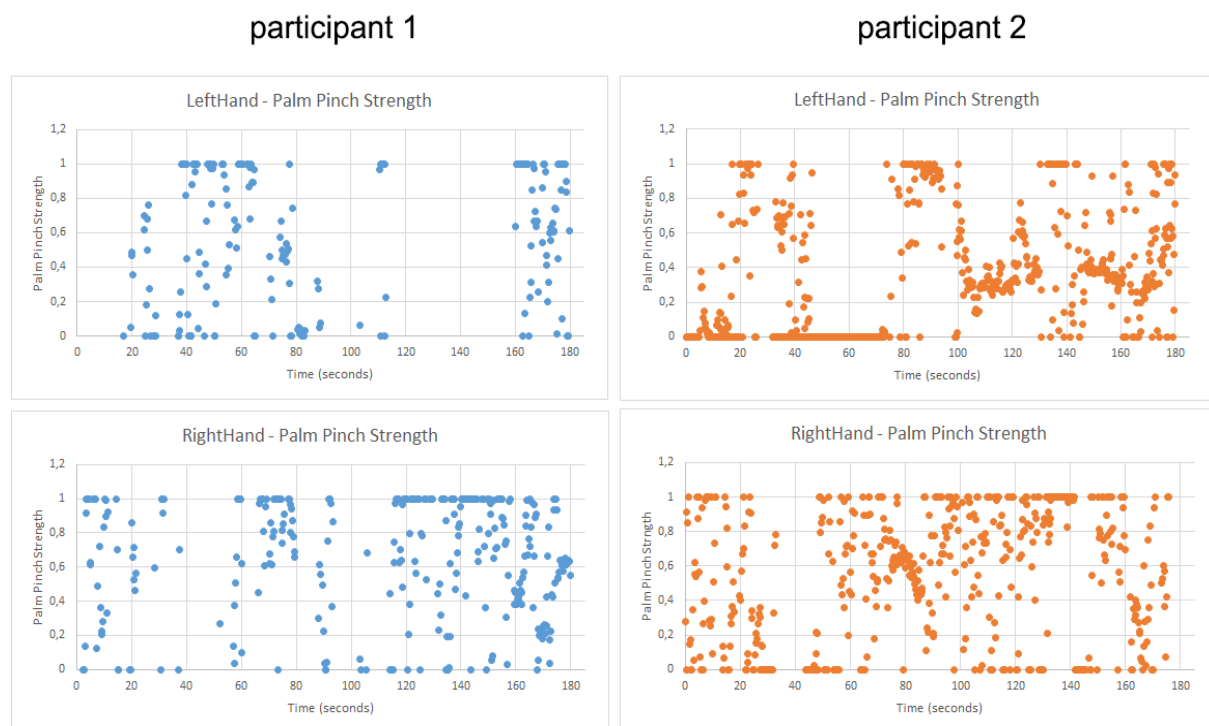 participant 1
participant 2
LeftHand - Palm Pinch Strength
1,2
1
0,8
0,6
0,4
0,2
0
Palm Pinch Strength
0 20 40 60 80 100 120 140 160 180
Time (seconds)
LeftHand - Palm Pinch Strength
1,2
1
0,8
0,6
0,4
0,2
0
Palm Pinch Strength
0 20 40 60 80 100 120 140 160 180
Time (seconds)
RightHand - Palm Pinch Strength
1,2
1
0,8
0,6
0,4
0,2
0
Palm Pinch Strength
0 20 40 60 80 100 120 140 160 180
Time (seconds)
RightHand - Palm Pinch Strength
1,2
1
0,8
0,6
0,4
0,2
0
Palm Pinch Strength
0 20 40 60 80 100 120 140 160 180
Time (seconds)